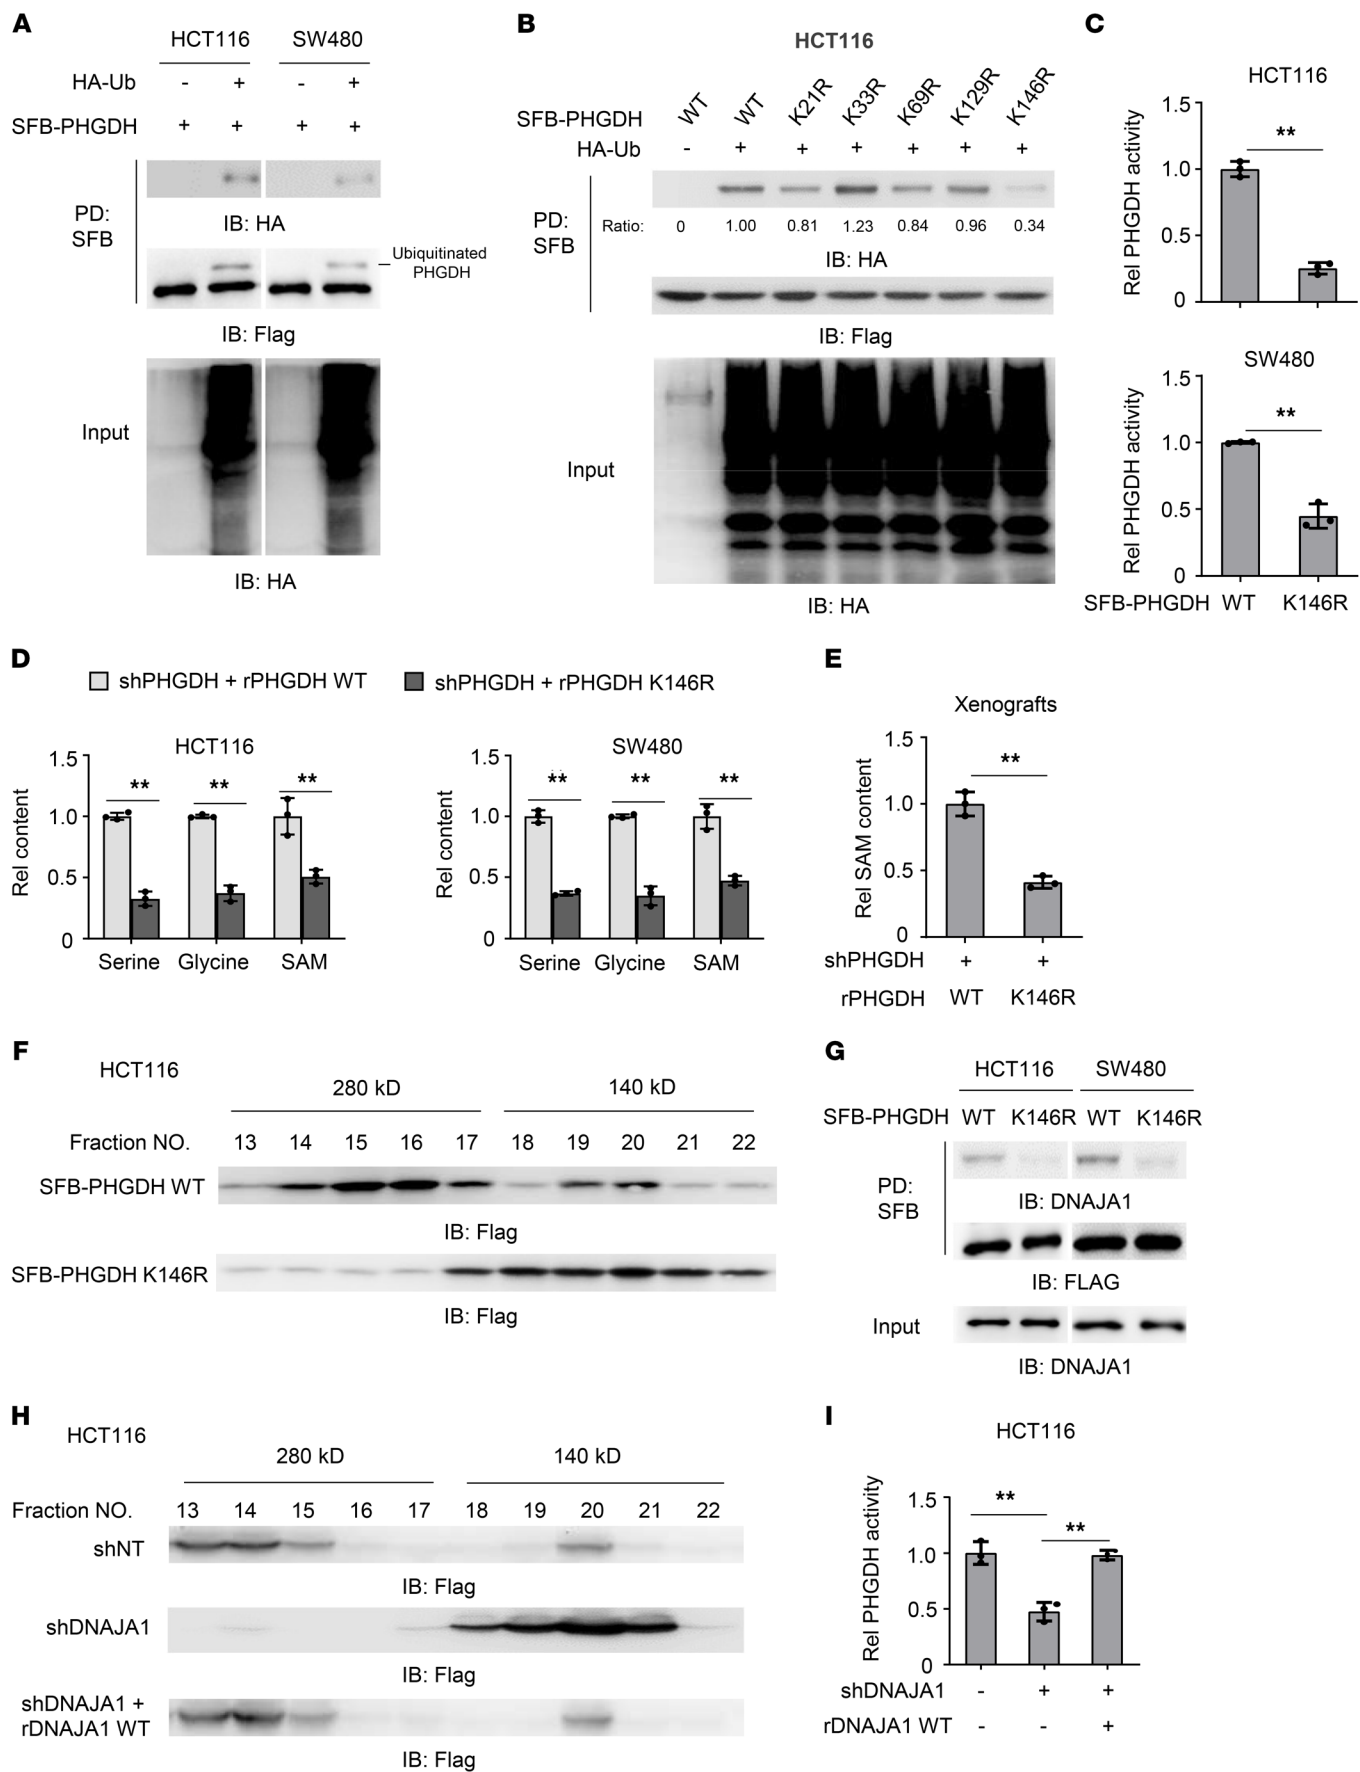 A
HCT116 SW480
HA-Ub - + - +
SFB-PHGDH + + + +
PD:
SFB
IB: HA
Ubiquitinated
PHGDH
IB: Flag
Input
IB: HA
B
HCT116
SFB-PHGDH WT WT K21R K33R K69R K129R K146R
HA-Ub - + + + + + +
PD:
SFB
Ratio: 0 1.00 0.81 1.23 0.84 0.96 0.34
IB: HA
IB: Flag
Input
IB: HA
C
HCT116
Rel PHGDH activity
1.5
**
1.0
0.5
0
SW480
Rel PHGDH activity
1.5
**
1.0
0.5
0
SFB-PHGDH WT K146R
D
shPHGDH + rPHGDH WT shPHGDH + rPHGDH K146R
HCT116
Rel content
1.5
** ** **
1.0
0.5
0
Serine Glycine SAM
SW480
Rel content
1.5
** ** **
1.0
0.5
0
Serine Glycine SAM
E
Xenografts
Rel SAM content
1.5
**
1.0
0.5
0
shPHGDH + +
rPHGDH WT K146R
F
HCT116
280 kD 140 kD
Fraction NO. 13 14 15 16 17 18 19 20 21 22
SFB-PHGDH WT
IB: Flag
SFB-PHGDH K146R
IB: Flag
G
HCT116 SW480
SFB-PHGDH WT K146R WT K146R
PD:
SFB
IB: DNAJA1
IB: FLAG
Input
IB: DNAJA1
H
HCT116
280 kD 140 kD
Fraction NO. 13 14 15 16 17 18 19 20 21 22
shNT
IB: Flag
shDNAJA1
IB: Flag
shDNAJA1 +
rDNAJA1 WT
IB: Flag
I
HCT116
Rel PHGDH activity
1.5
** **
1.0
0.5
0
shDNAJA1 - + +
rDNAJA1 WT - - +